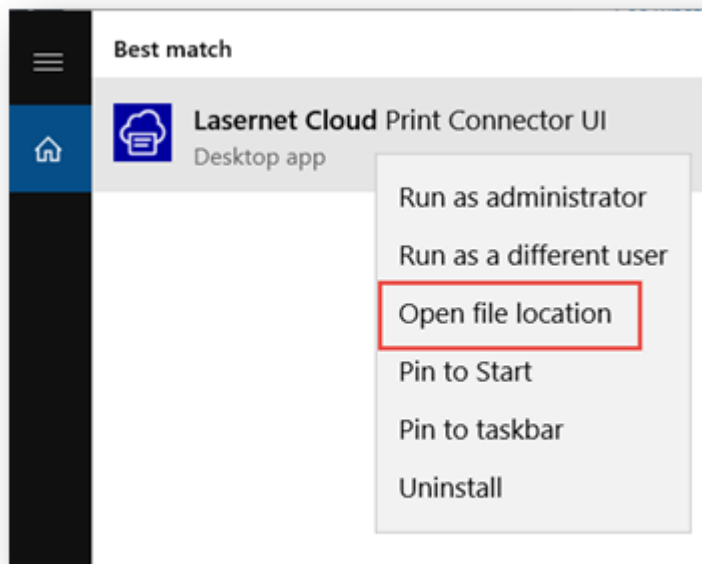 Best match
Lasernet Cloud Print Connector UI
Desktop app
Run as administrator
Run as a different user
Open file location
Pin to Start
Pin to taskbar
Uninstall